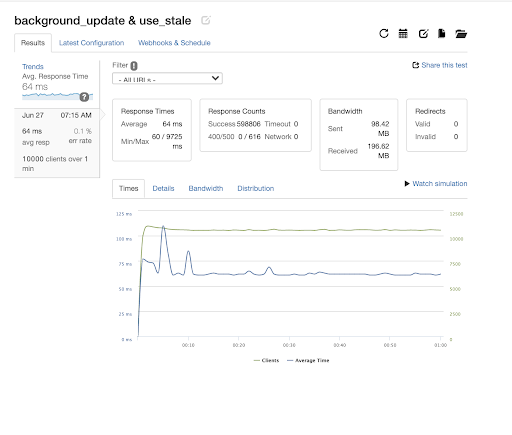 background_update & use_stale
Results Latest Configuration Webhooks & Schedule
Trends
Avg. Response Time
64 ms
?
Jun 27 07:15 AM
64 ms 0.1 %
avg resp err rate
10000 clients over 1
min
Filter
Share this test
Response Times
Average 64 ms
Min/Max 60 / 9725
ms
Response Counts
Success 598806 Timeout 0
400/500 0 / 616 Network 0
Bandwidth
Sent 98.42
MB
Received 196.62
MB
Redirects
Valid 0
Invalid 0
Times Details Bandwidth Distribution
Watch simulation
125 ms 12500
100 ms 10000
75 ms 7500
50 ms 5000
25 ms 2500
0 ms 0
00:10 00:20 00:30 00:40 00:50 01:00
Clients Average Time